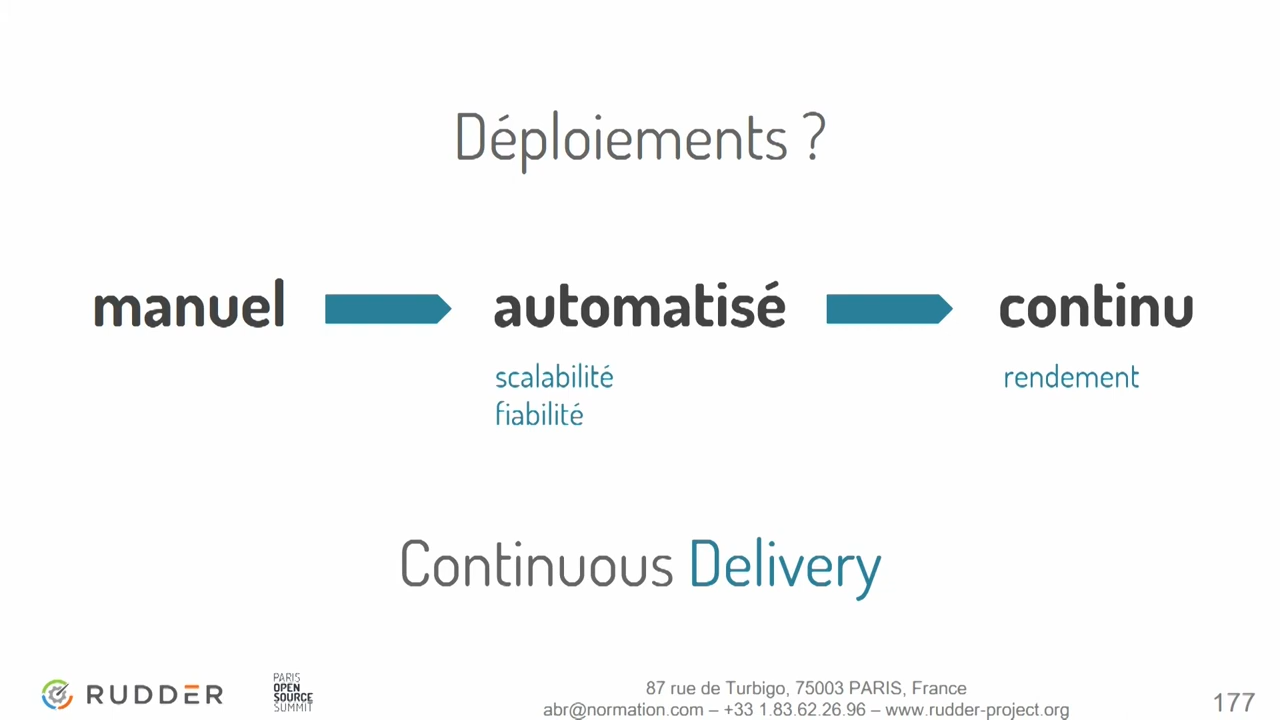 Déploiements ?
manuel automatisé continu
scalabilité rendement
fiabilité
Continuous Delivery
RUDDER
PARIS
OPEN
SOURCE
SUMMIT
87 rue de Turbigo, 75003 PARIS, France
abr@normation.com – +33 1.83.62.26.96 – www.rudder-project.org
177